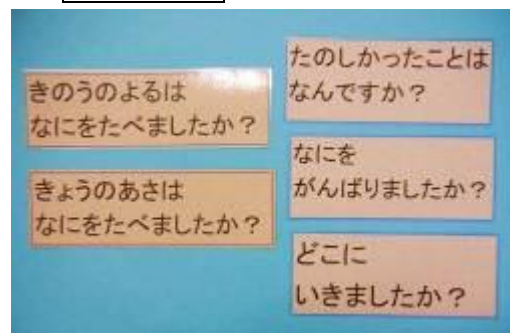 きのうのよるは
なにをたべましたか？
きょうのあさは
なにをたべましたか？
たのしかったことは
なんですか？
なにを
がんばりましたか？
どこに
いきましたか？